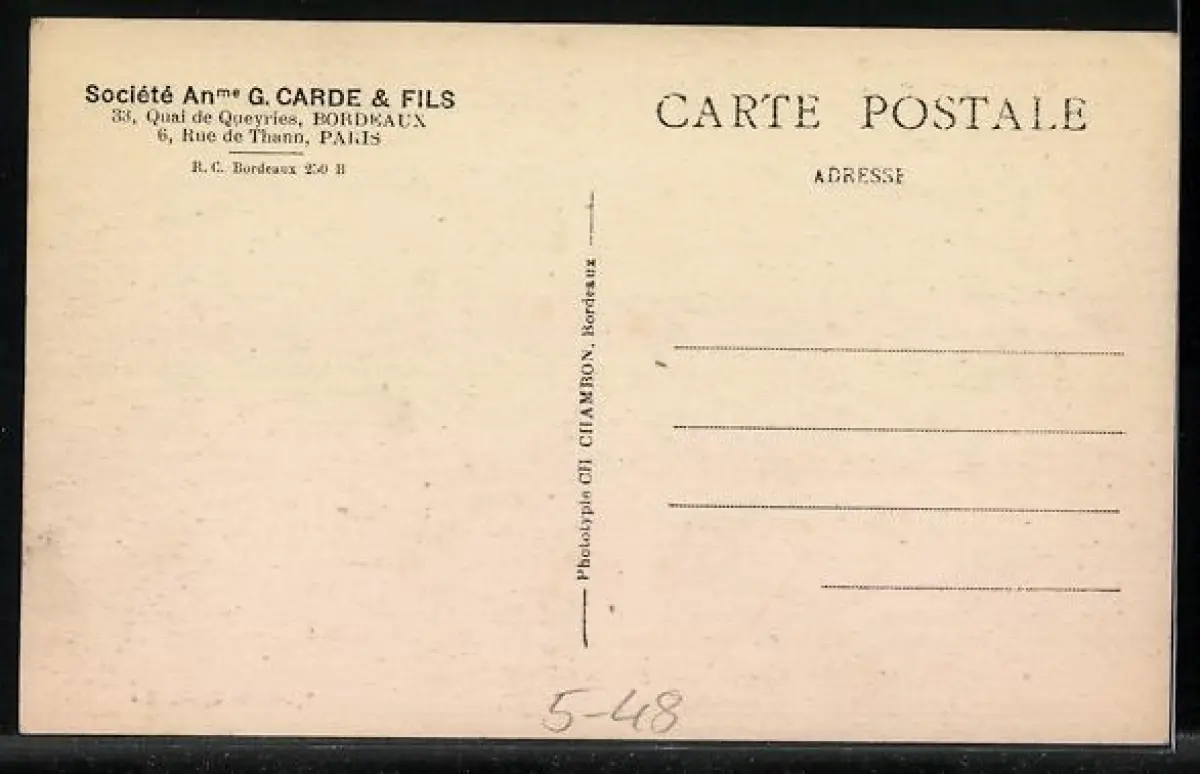 Société Anme G. CARDE & FILS
33, Quai de Queyries, BORDEAUX
6, Rue de Thann, PARIS
R. C. Bordeaux 250 B
CARTE POSTALE
ADRESSE
Phototypie CH CHAMBON, Bordeaux
5-48